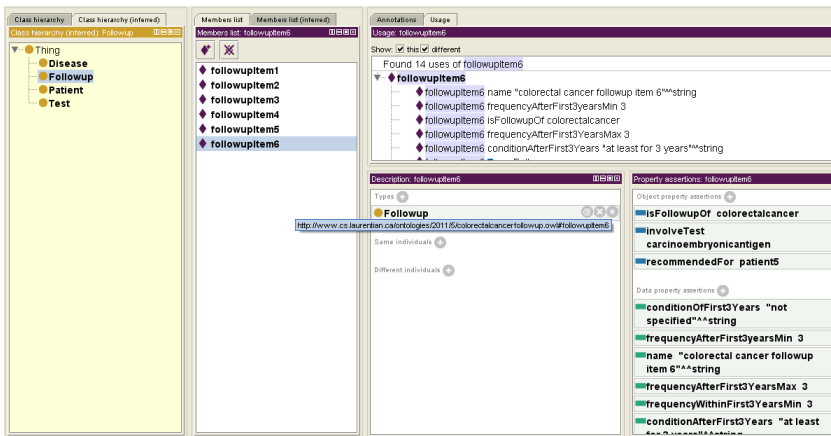 Class hierarchy Class hierarchy (inferred)
Class hierarchy (inferred): Followup
Thing
Disease
Followup
Patient
Test
Members list Members list (inferred)
Members list: followupItem6
followupItem1
followupItem2
followupItem3
followupItem4
followupItem5
followupItem6
Annotations Usage
Usage: followupItem6
Show: this different
Found 14 uses of followupItem6
followupItem6
followupItem6 name "colorectal cancer followup item 6"^^string
followupItem6 frequencyAfterFirst3yearsMin 3
followupItem6 isFollowupOf colorectalcancer
followupItem6 frequencyAfterFirst3YearsMax 3
followupItem6 conditionAfterFirst3Years "at least for 3 years"^^string
Description: followupItem6
Types
Followup
http://www.cs.laurentian.ca/ontologies/2011/5/colorectalcancerfollowup.owl#followupItem6
Same individuals
Different individuals
Property assertions: followupItem6
Object property assertions
isFollowupOf colorectalcancer
involveTest
carcinoembryonicantigen
recommendedFor patient5
Data property assertions
conditionOfFirst3Years "not
specified"^^string
frequencyAfterFirst3yearsMin 3
name "colorectal cancer followup
item 6"^^string
frequencyAfterFirst3YearsMax 3
frequencyWithinFirst3YearsMin 3
conditionAfterFirst3Years "at least
for 3 years"^^string